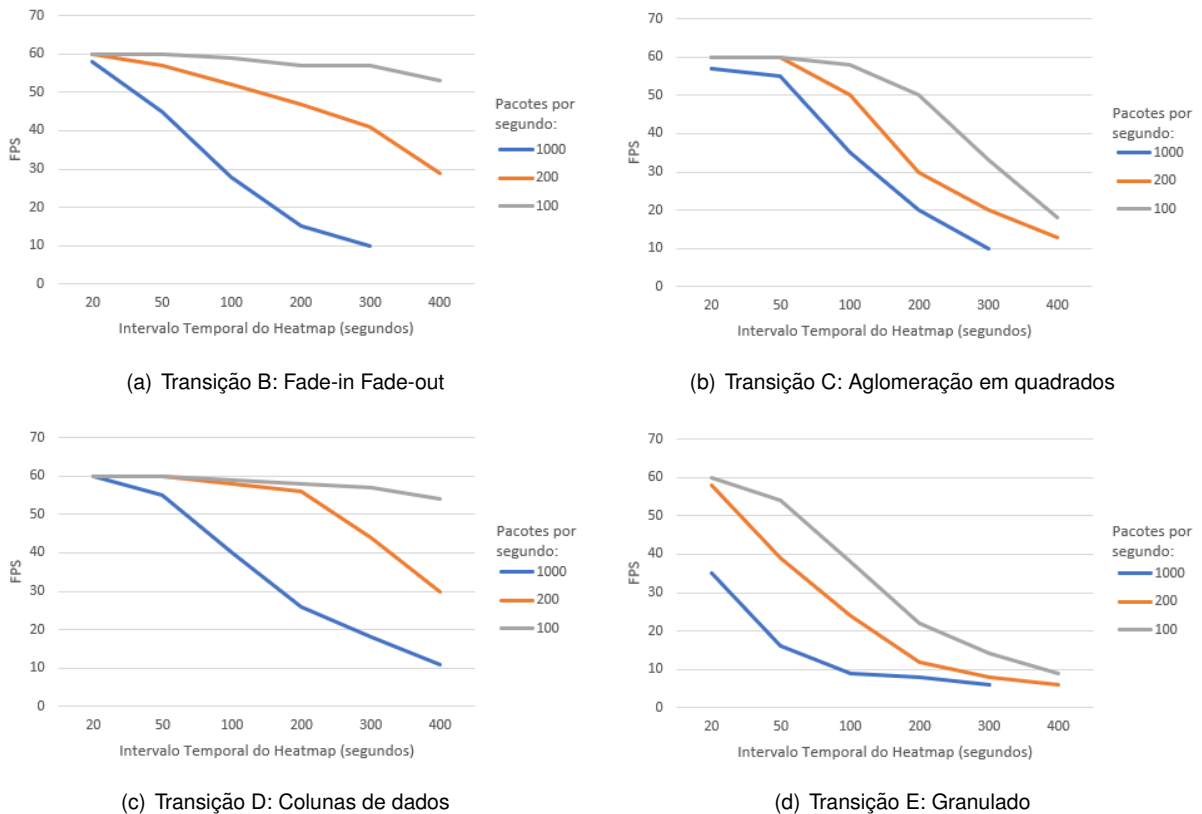 70
60
50
40
30
20
10
0
FPS
20 50 100 200 300 400
Intervalo Temporal do Heatmap (segundos)
Pacotes por
segundo:
1000
200
100
(a) Transição B: Fade-in Fade-out
70
60
50
40
30
20
10
0
FPS
20 50 100 200 300 400
Intervalo Temporal do Heatmap (segundos)
Pacotes por
segundo:
1000
200
100
(b) Transição C: Aglomeração em quadrados
70
60
50
40
30
20
10
0
FPS
20 50 100 200 300 400
Intervalo Temporal do Heatmap (segundos)
Pacotes por
segundo:
1000
200
100
(c) Transição D: Colunas de dados
70
60
50
40
30
20
10
0
FPS
20 50 100 200 300 400
Intervalo Temporal do Heatmap (segundos)
Pacotes por
segundo:
1000
200
100
(d) Transição E: Granulado